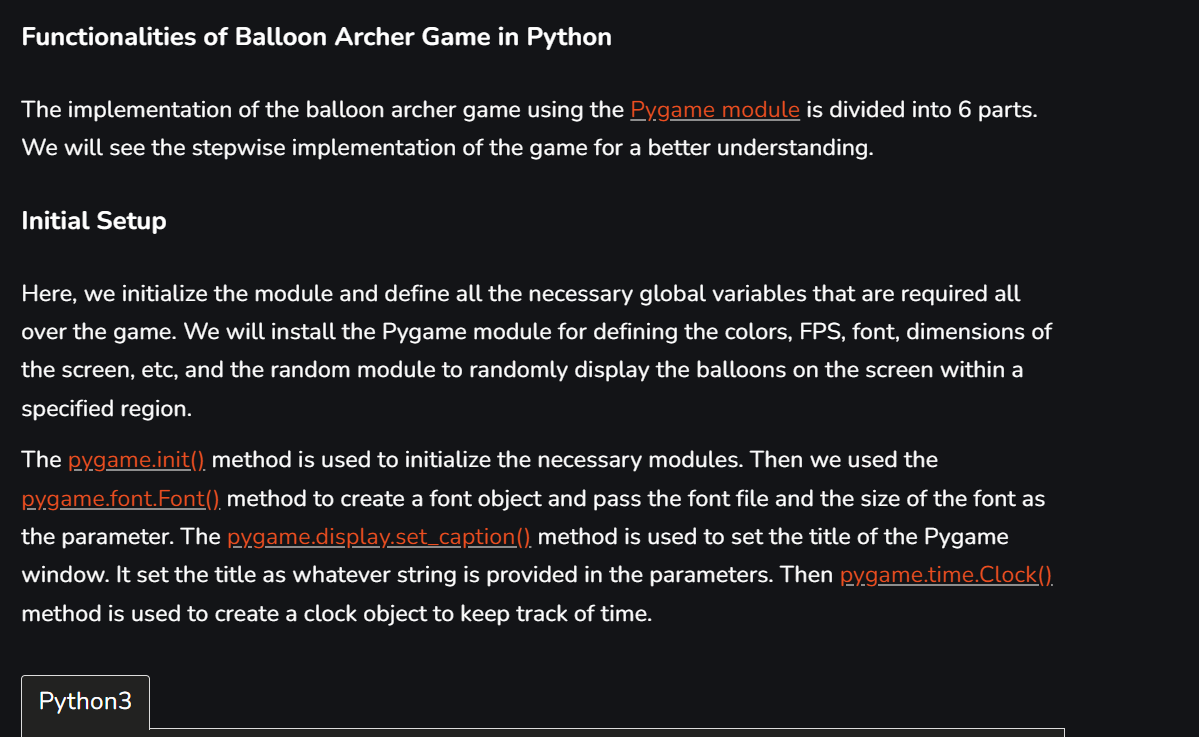 Functionalities of Balloon Archer Game in Python
The implementation of the balloon archer game using the Pygame module is divided into 6 parts.
We will see the stepwise implementation of the game for a better understanding.
Initial Setup
Here, we initialize the module and define all the necessary global variables that are required all
over the game. We will install the Pygame module for defining the colors, FPS, font, dimensions of
the screen, etc, and the random module to randomly display the balloons on the screen within a
specified region.
The pygame.init() method is used to initialize the necessary modules. Then we used the
pygame.font.Font() method to create a font object and pass the font file and the size of the font as
the parameter. The pygame.display.set_caption() method is used to set the title of the Pygame
window. It set the title as whatever string is provided in the parameters. Then pygame.time.Clock()
method is used to create a clock object to keep track of time.
Python3